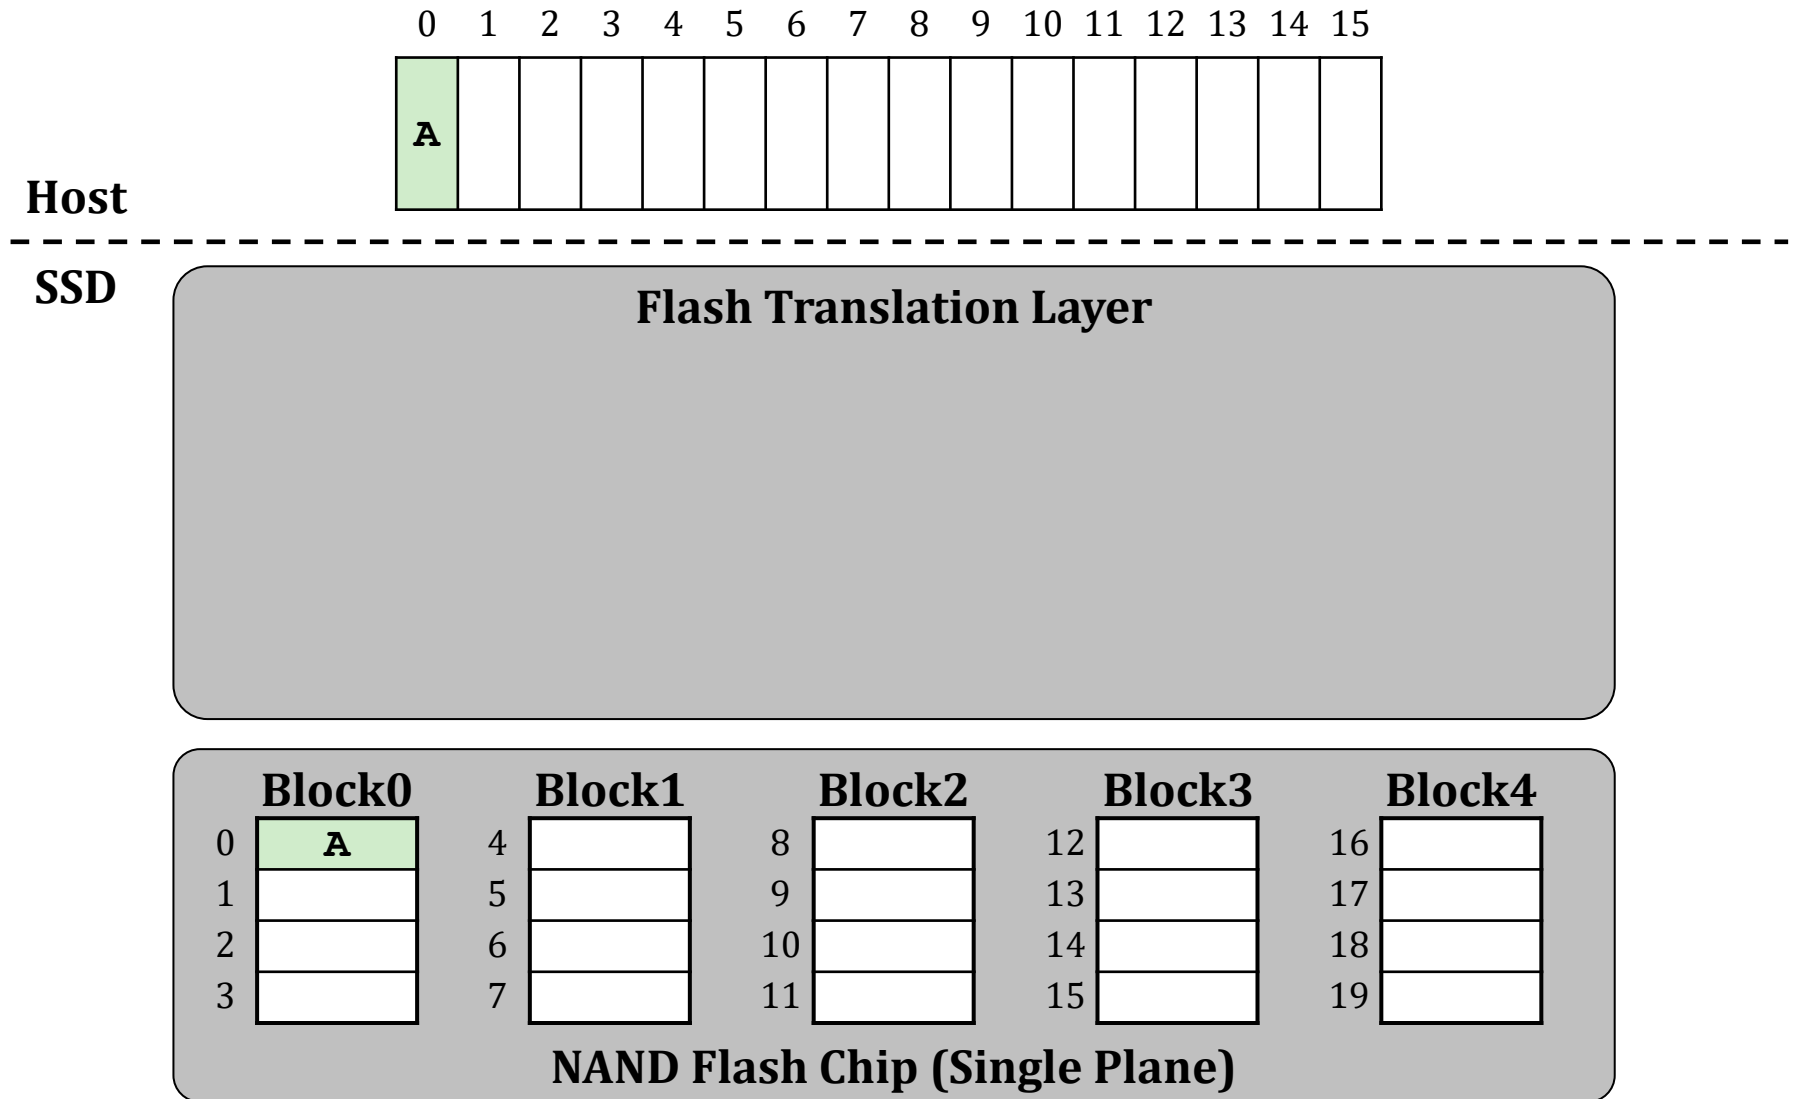 0 1 2 3 4 5 6 7 8 9 10 11 12 13 14 15
A
Host
SSD
Flash Translation Layer
Block0 Block1 Block2 Block3 Block4
0 A 4 8 12 16
1 5 9 13 17
2 6 10 14 18
3 7 11 15 19
NAND Flash Chip (Single Plane)